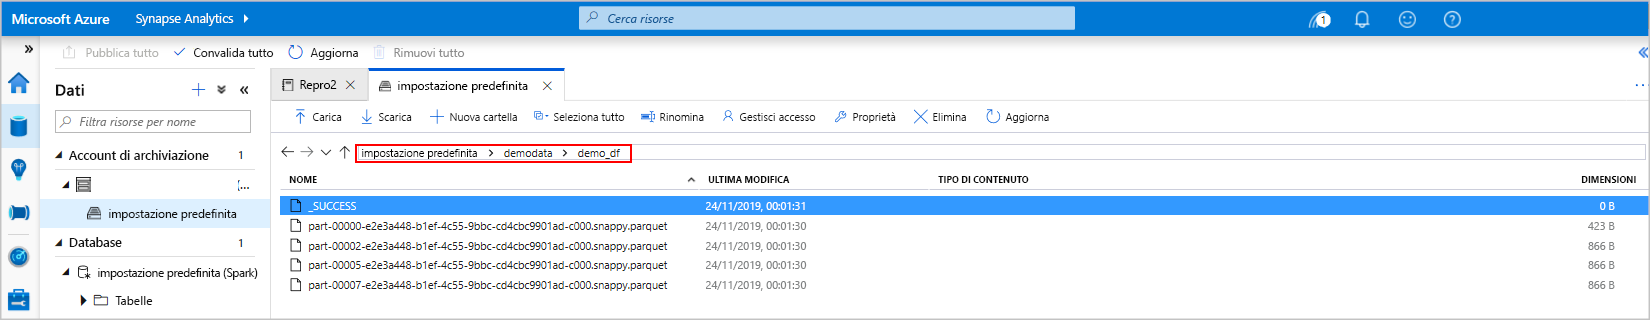 Microsoft Azure Synapse Analytics Cerca risorse 1
Pubblica tutto Convalida tutto Aggiorna Rimuovi tutto
Dati
Repro2 impostazione predefinita
Filtra risorse per nome
Carica Scarica Nuova cartella Seleziona tutto Rinomina Gestisci accesso Proprietà Elimina Aggiorna
Account di archiviazione 1
impostazione predefinita demodata demo_df
[...
NOME ULTIMA MODIFICA TIPO DI CONTENUTO DIMENSIONI
impostazione predefinita
_SUCCESS 24/11/2019, 00:01:31 0 B
part-00000-e2e3a448-b1ef-4c55-9bbc-cd4cbc9901ad-c000.snappy.parquet 24/11/2019, 00:01:30 423 B
Database 1
part-00002-e2e3a448-b1ef-4c55-9bbc-cd4cbc9901ad-c000.snappy.parquet 24/11/2019, 00:01:30 866 B
part-00005-e2e3a448-b1ef-4c55-9bbc-cd4cbc9901ad-c000.snappy.parquet 24/11/2019, 00:01:30 866 B
impostazione predefinita (Spark)
part-00007-e2e3a448-b1ef-4c55-9bbc-cd4cbc9901ad-c000.snappy.parquet 24/11/2019, 00:01:30 866 B
Tabelle